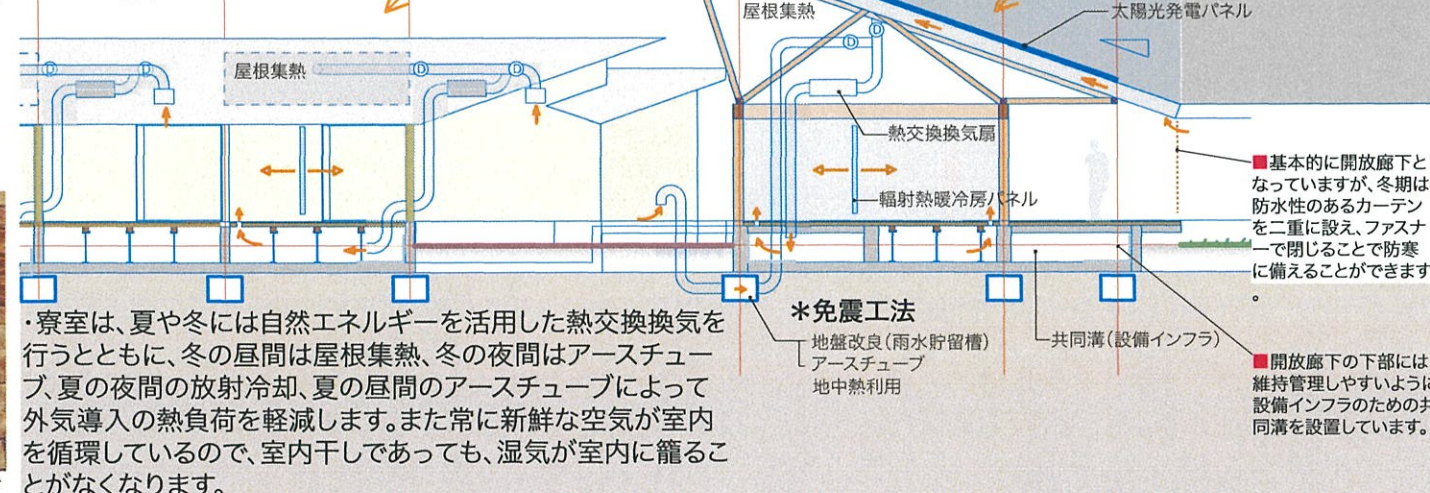 屋根集熱
太陽光発電パネル
屋根集熱
熱交換換気扇
輻射熱暖冷房パネル
■基本的に開放廊下と
なっていますが、冬期は
防水性のあるカーテン
を二重に設え、ファスナ
ーで閉じることで防寒
に備えることができます
。
*免震工法
地盤改良(雨水貯留槽)
アースチューブ
地中熱利用
共同溝(設備インフラ)
■開放廊下の下部には
維持管理しやすいように
設備インフラのための共
同溝を設置しています。
・寮室は、夏や冬には自然エネルギーを活用した熱交換換気を
行うとともに、冬の昼間は屋根集熱、冬の夜間はアースチュー
ブ、夏の夜間の放射冷却、夏の昼間のアースチューブによって
外気導入の熱負荷を軽減します。また常に新鮮な空気が室内
を循環しているので、室内干しであっても、湿気が室内に籠るこ
とがなくなります。